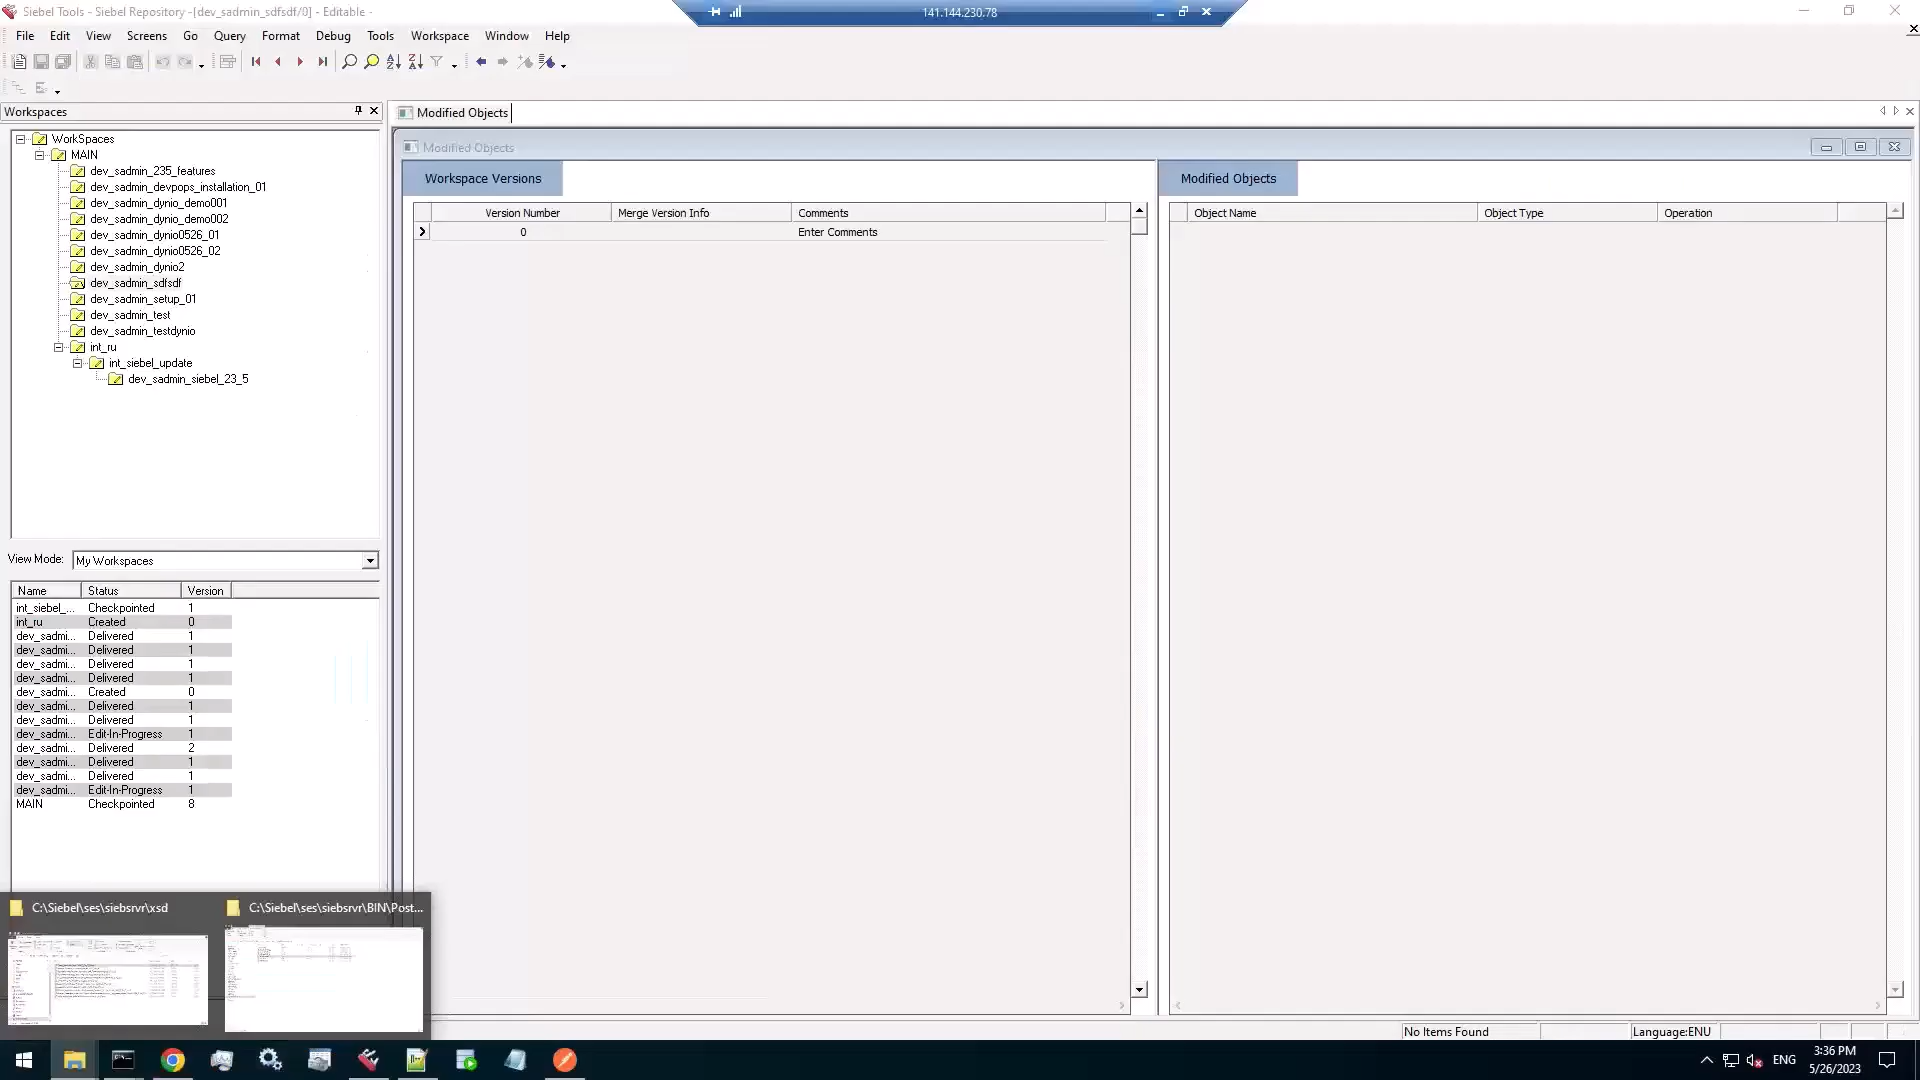 Siebel Tools - Siebel Repository -[dev_sadmin_sdfsdf/0] - Editable -
141.144.230.78
File Edit View Screens Go Query Format Debug Tools Workspace Window Help
Workspaces
Modified Objects
WorkSpaces
MAIN
dev_sadmin_235_features
dev_sadmin_devpops_installation_01
dev_sadmin_dynio_demo001
dev_sadmin_dynio_demo002
dev_sadmin_dynio0526_01
dev_sadmin_dynio0526_02
dev_sadmin_dynio2
dev_sadmin_sdfsdf
dev_sadmin_setup_01
dev_sadmin_test
dev_sadmin_testdynio
int_ru
int_siebel_update
dev_sadmin_siebel_23_5
View Mode: My Workspaces
Name Status Version
int_siebel_... Checkpointed 1
int_ru Created 0
dev_sadmi... Delivered 1
dev_sadmi... Delivered 1
dev_sadmi... Delivered 1
dev_sadmi... Delivered 1
dev_sadmi... Created 0
dev_sadmi... Delivered 1
dev_sadmi... Delivered 1
dev_sadmi... Edit-In-Progress 1
dev_sadmi... Delivered 2
dev_sadmi... Delivered 1
dev_sadmi... Delivered 1
dev_sadmi... Edit-In-Progress 1
MAIN Checkpointed 8
Modified Objects
Workspace Versions
Version Number Merge Version Info Comments
0 Enter Comments
Modified Objects
Object Name Object Type Operation
C:\Siebel\ses\siebsrvr\xsd
C:\Siebel\ses\siebsrvr\BIN\Post...
No Items Found
Language:ENU
ENG
3:36 PM
5/26/2023